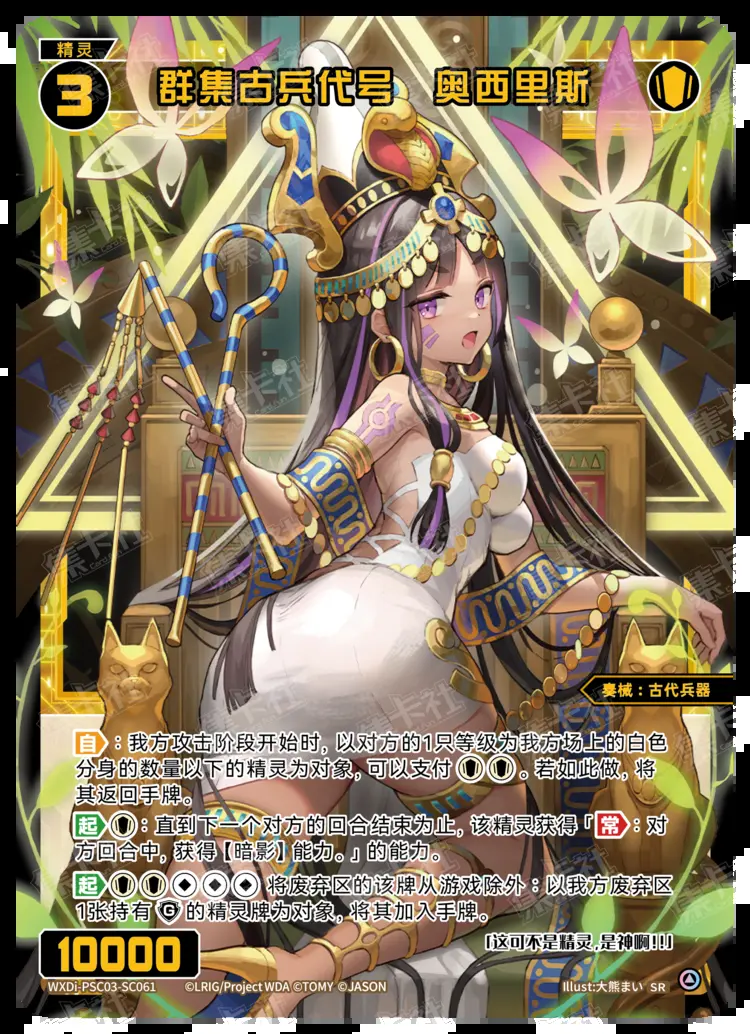 精灵
3 群集古兵代号 奥西里斯
奏械：古代兵器
自：我方攻击阶段开始时，以对方的1只等级为我方场上的白色
分身的数量以下的精灵为对象，可以支付。若如此做，将
其返回手牌。
起：直到下一个对方的回合结束为止，该精灵获得「常：对
方回合中，获得【暗影】能力。」的能力。
起 将废弃区的该牌从游戏除外：以我方废弃区
1张持有 G 的精灵牌为对象，将其加入手牌。
「这可不是精灵,是神啊!!」
10000
WXDi-PSC03-SC061 ©LRIG/Project WDA ©TOMY ©JASON Illust:大熊まい SR
集卡社